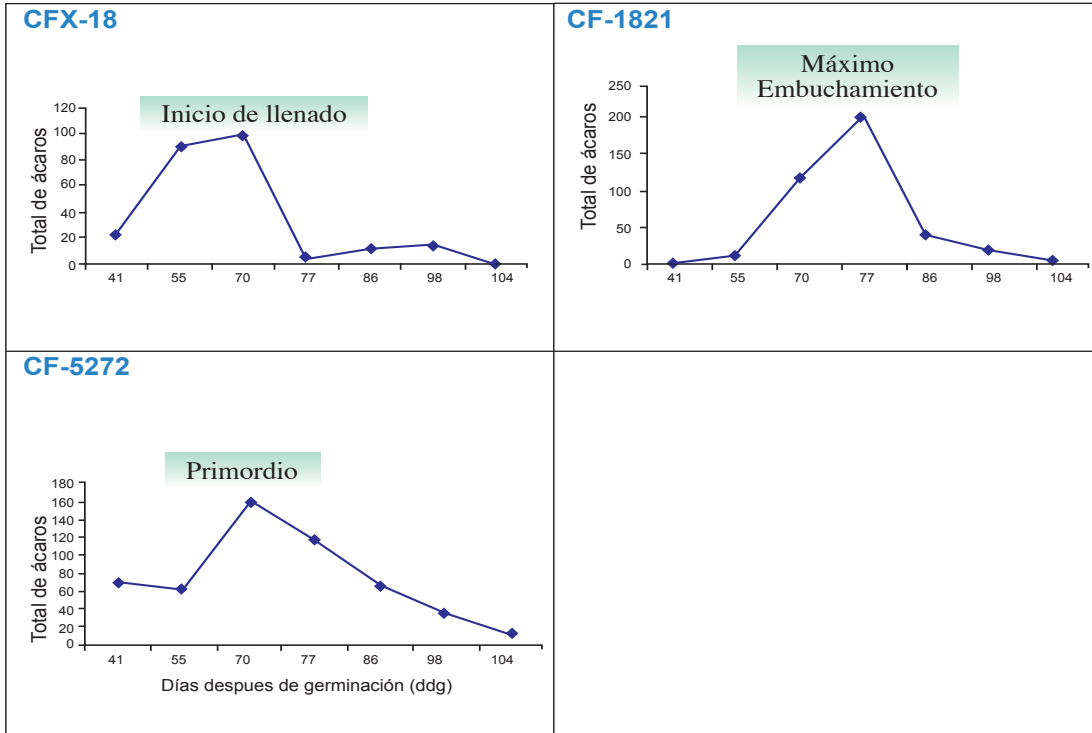 CFX-18
Inicio de llenado
Total de ácaros
120
100
80
60
40
20
0
41 55 70 77 86 98 104
CF-1821
Máximo
Embuchamiento
Total de ácaros
250
200
150
100
50
0
41 55 70 77 86 98 104
CF-5272
Primordio
Total de ácaros
180
160
140
120
100
80
60
40
20
0
41 55 70 77 86 98 104
Días despues de germinación (ddg)